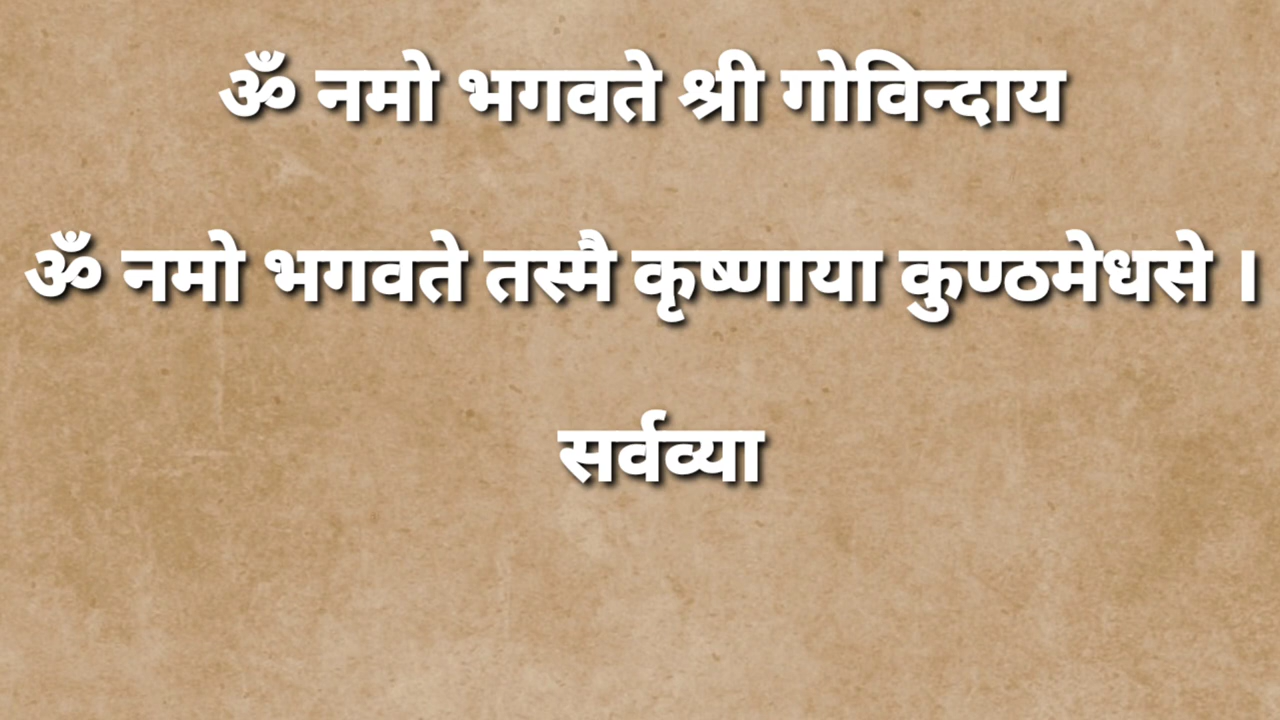 ॐ नमो भगवते श्री गोविन्दाय
ॐ नमो भगवते तस्मै कृष्णाया कुण्ठमेधसे ।
सर्वव्या